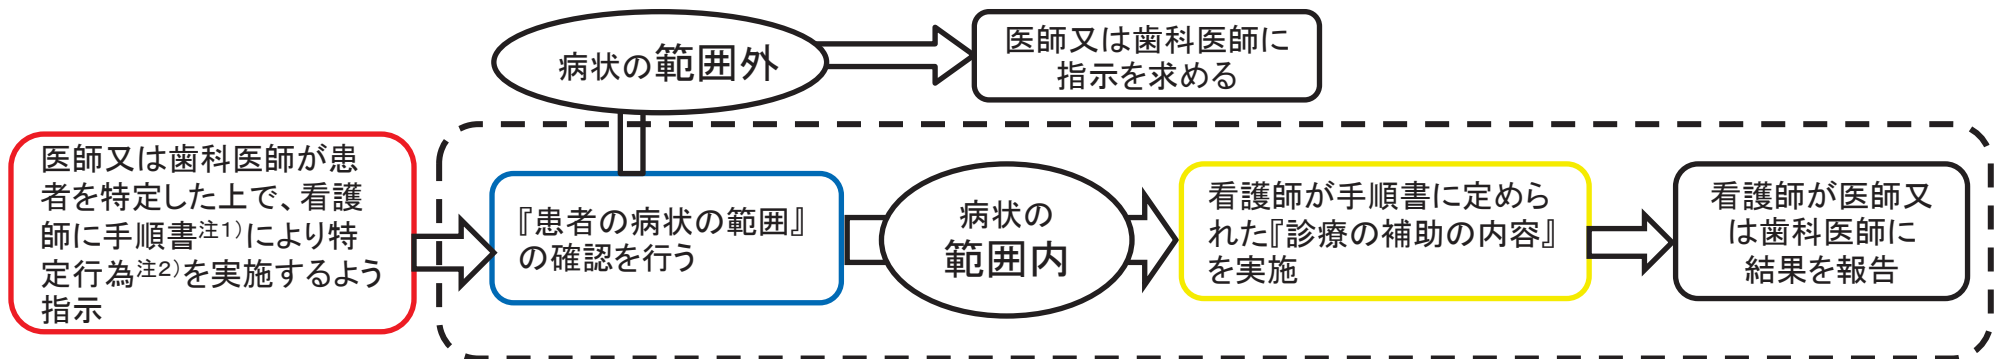 病状の範囲外
医師又は歯科医師に
指示を求める
医師又は歯科医師が患
者を特定した上で、看護
師に手順書注1)により特
定行為注2)を実施するよう
指示
『患者の病状の範囲』
の確認を行う
病状の
範囲内
看護師が手順書に定めら
れた『診療の補助の内容』
を実施
看護師が医師又
は歯科医師に
結果を報告